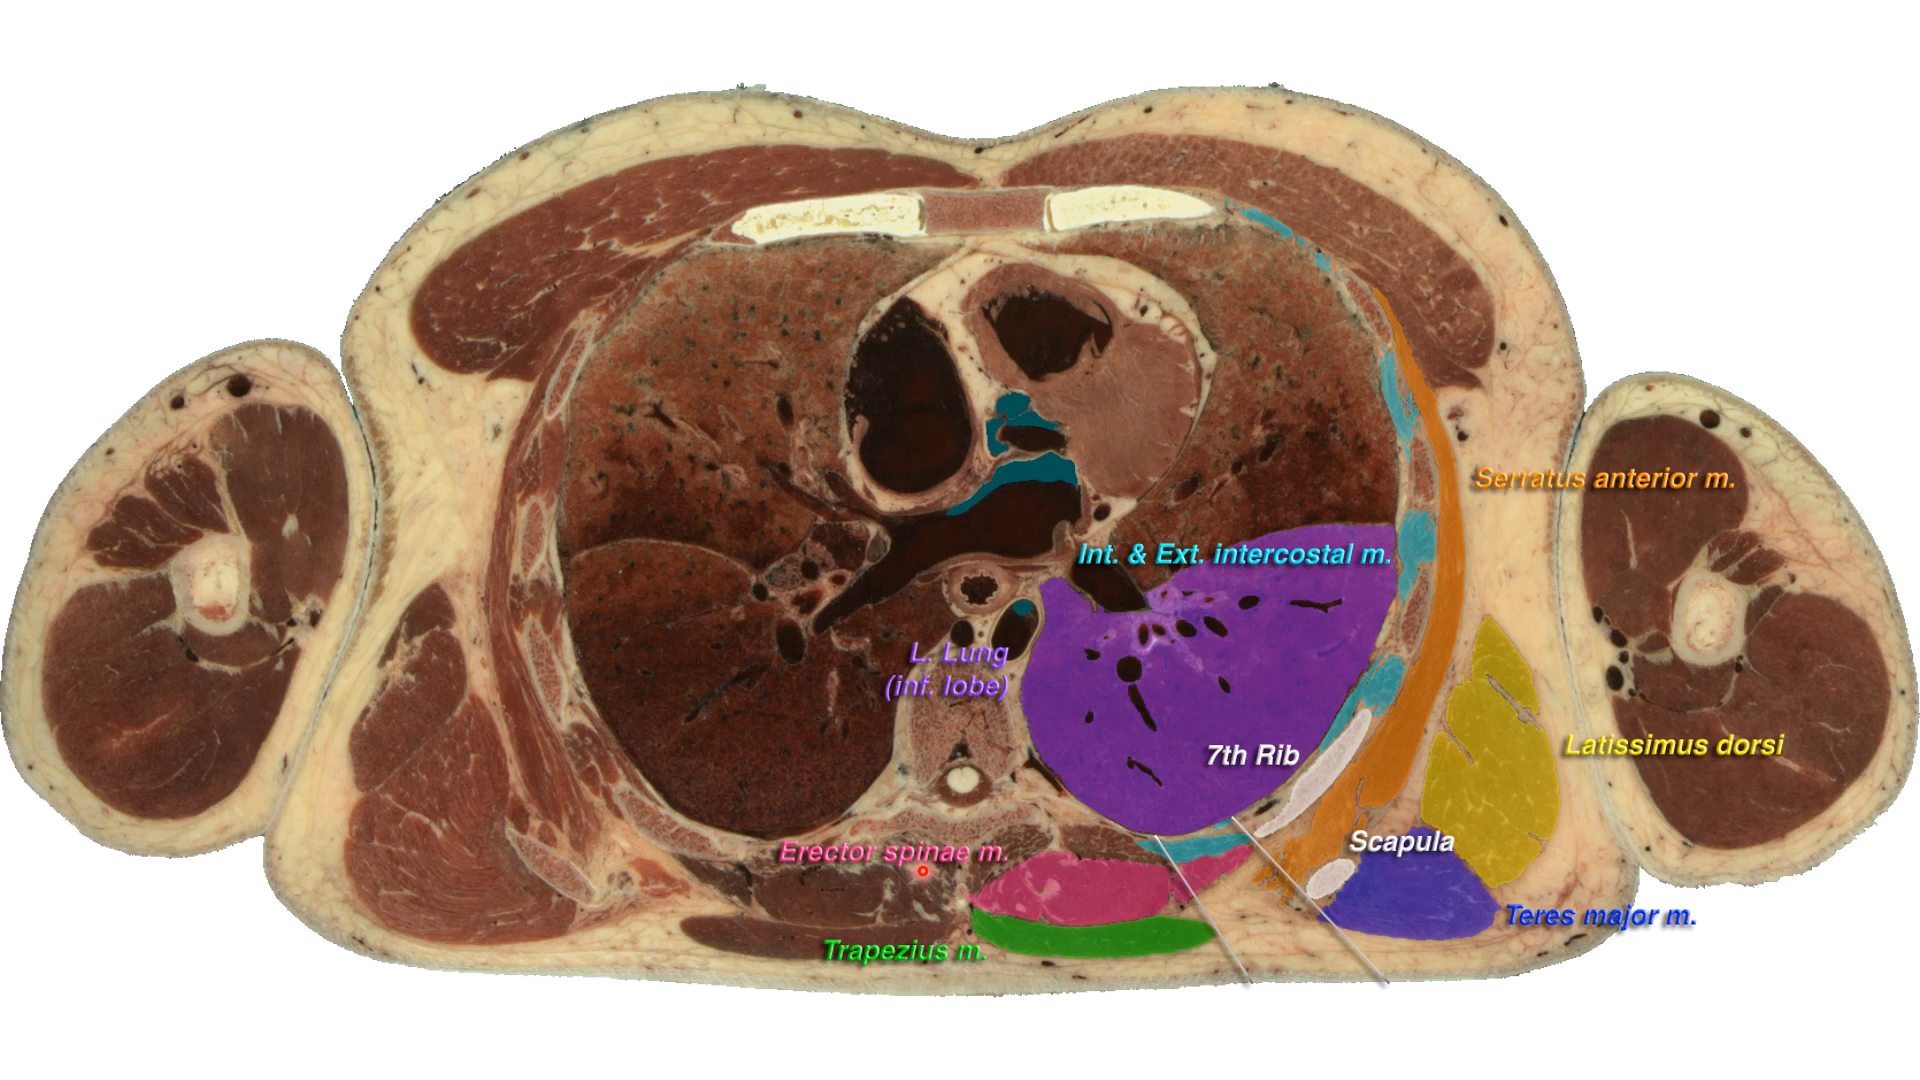 Serratus anterior m.
Int. & Ext. intercostal m.
L. Lung
(inf. lobe)
7th Rib
Latissimus dorsi
Scapula
Erector spinae m.
Teres major m.
Trapezius m.